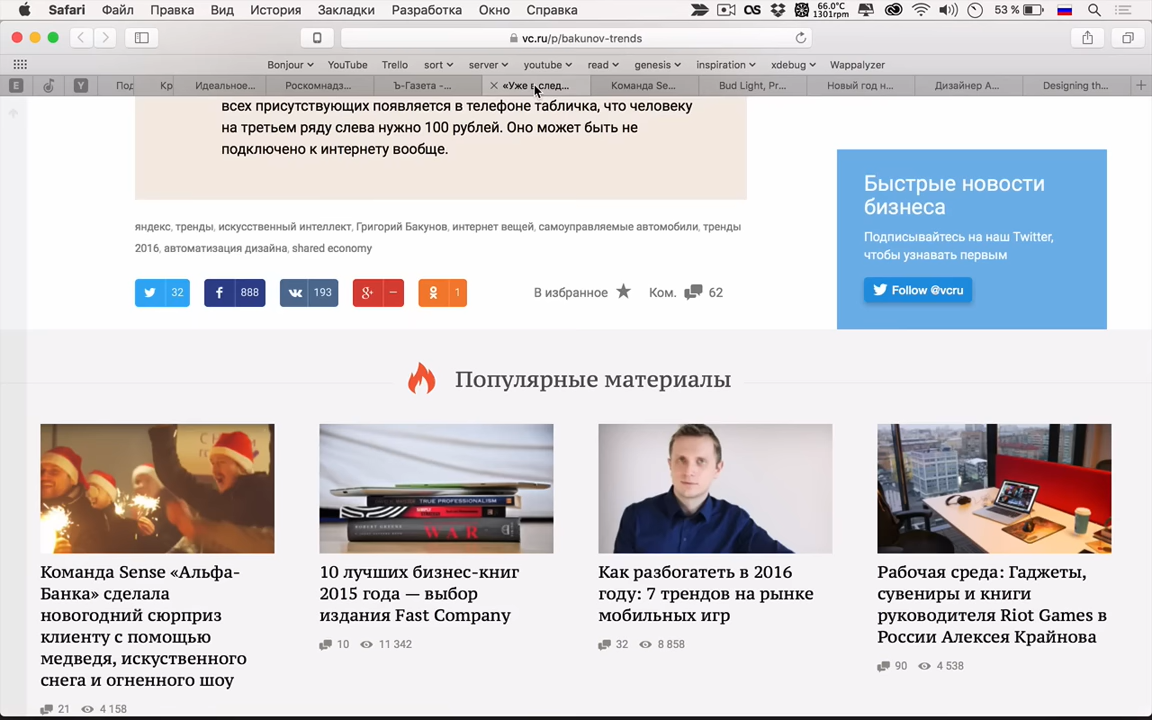 Safari Файл Правка Вид История Закладки Разработка Окно Справка
66.0°C
1301rpm
53 %
vc.ru/p/bakunov-trends
Bonjour YouTube Trello sort server youtube read genesis inspiration xdebug Wappalyzer
E Y Под Кр Идеальное... Роскомнадз... Ъ-Газета -... Команда Se... Bud Light, Pr... Новый год н... Дизайнер А... Designing th...
всех присутствующих появляется в телефоне табличка, что человеку
на третьем ряду слева нужно 100 рублей. Оно может быть не
подключено к интернету вообще.
яндекс, тренды, искусственный интеллект, Григорий Бакунов, интернет вещей, самоуправляемые автомобили, тренды
2016, автоматизация дизайна, shared economy
32 888 193 g+ – 1 В избранное Ком. 62
Быстрые новости
бизнеса
Подписывайтесь на наш Twitter,
чтобы узнавать первым
Follow @vcru
Популярные материалы
TRUE PROFESSIONALISM
WAR
Команда Sense «Альфа-
Банка» сделала
новогодний сюрприз
клиенту с помощью
медведя, искуственного
снега и огненного шоу
21 4 158
10 лучших бизнес-книг
2015 года — выбор
издания Fast Company
10 11 342
Как разбогатеть в 2016
году: 7 трендов на рынке
мобильных игр
32 8 858
Рабочая среда: Гаджеты,
сувениры и книги
руководителя Riot Games в
России Алексея Крайнова
90 4 538